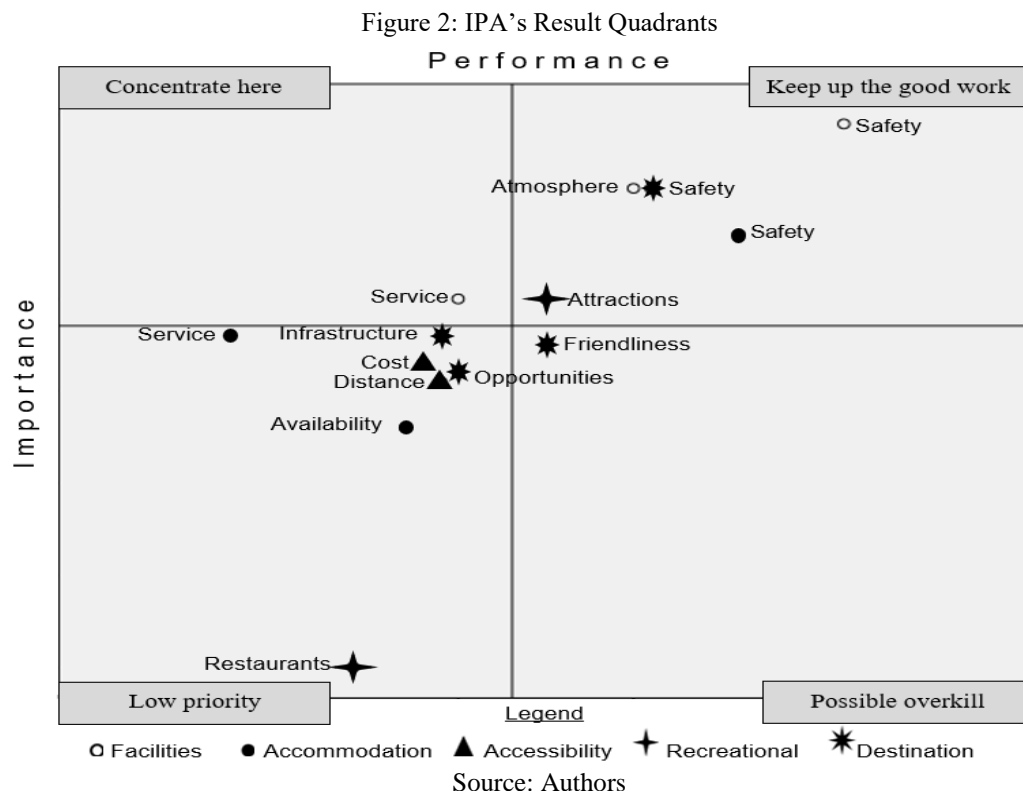 Figure 2: IPA's Result Quadrants
Performance
Concentrate here
Keep up the good work
Safety
Atmosphere
Safety
Safety
Service
Attractions
Importance
Service
Infrastructure
Friendliness
Cost
Distance
Opportunities
Availability
Restaurants
Low priority
Possible overkill
Legend
Facilities Accommodation Accessibility Recreational Destination
Source: Authors